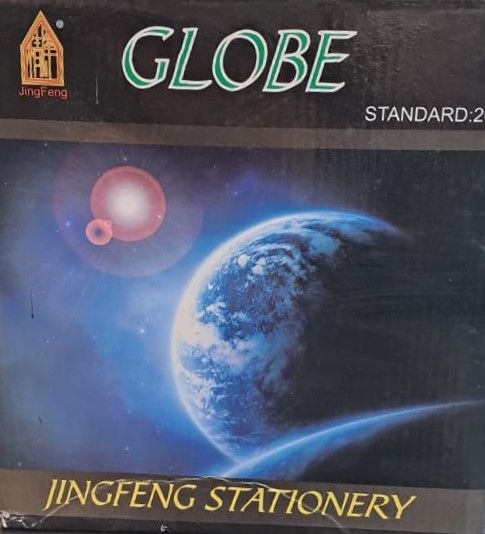 ®
JingFeng
GLOBE
STANDARD:2
JINGFENG STATIONERY